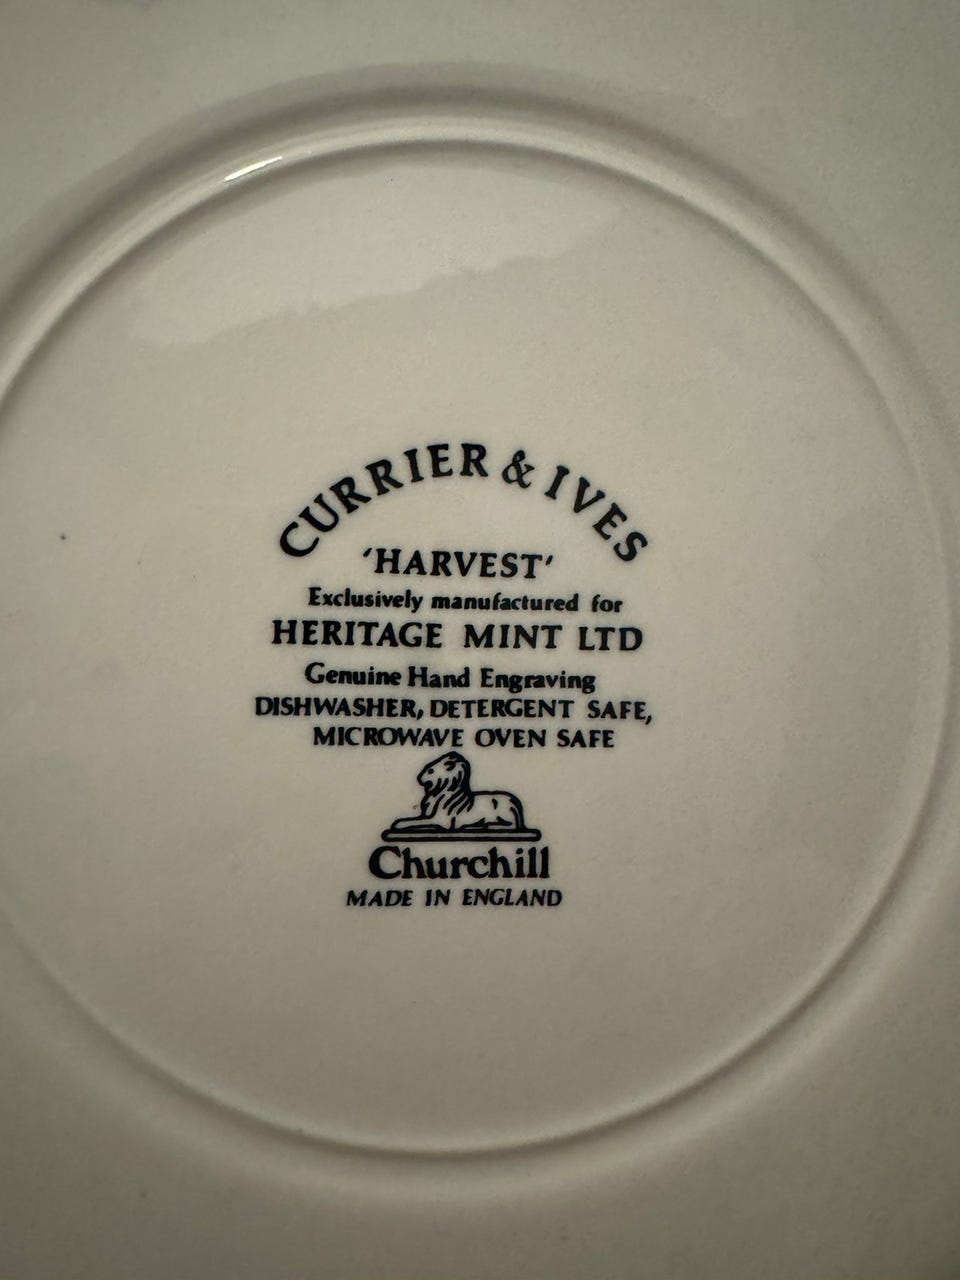 CURRIER & IVES
'HARVEST'
Exclusively manufactured for
HERITAGE MINT LTD
Genuine Hand Engraving
DISHWASHER, DETERGENT SAFE,
MICROWAVE OVEN SAFE
Churchill
MADE IN ENGLAND